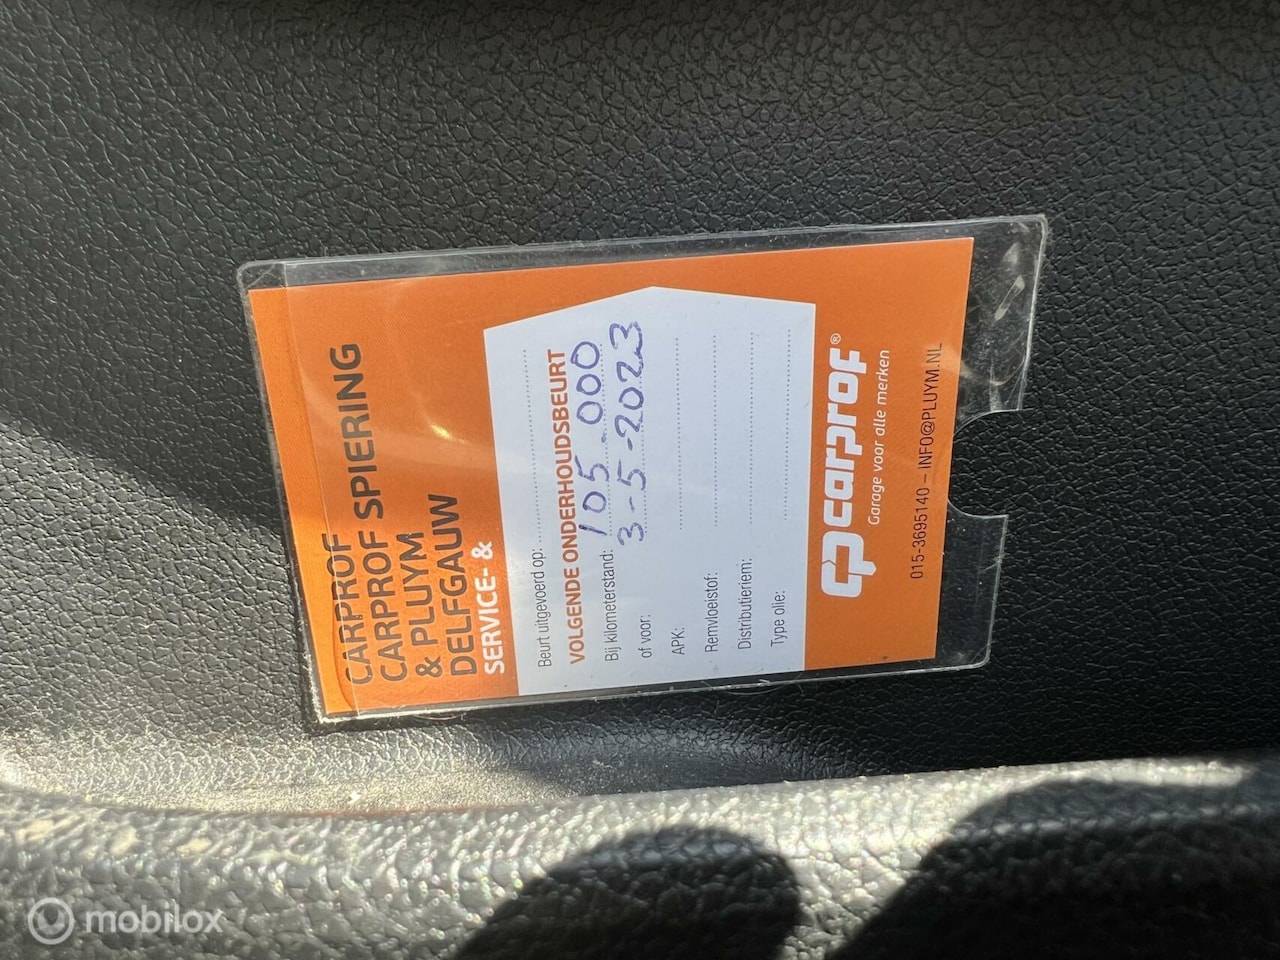 CARPROF
CARPROF SPIERING
& PLUYM
DELFGAUW
SERVICE- &
Beurt uitgevoerd op:
VOLGENDE ONDERHOUDSBEURT
Bij kilometerstand: 105.000
of voor: 3-5-2023
APK:
Remvloeistof:
Distributieriem:
Type olie:
carprof®
Garage voor alle merken
015-3695140 – INFO@PLUYM.NL
mobilox